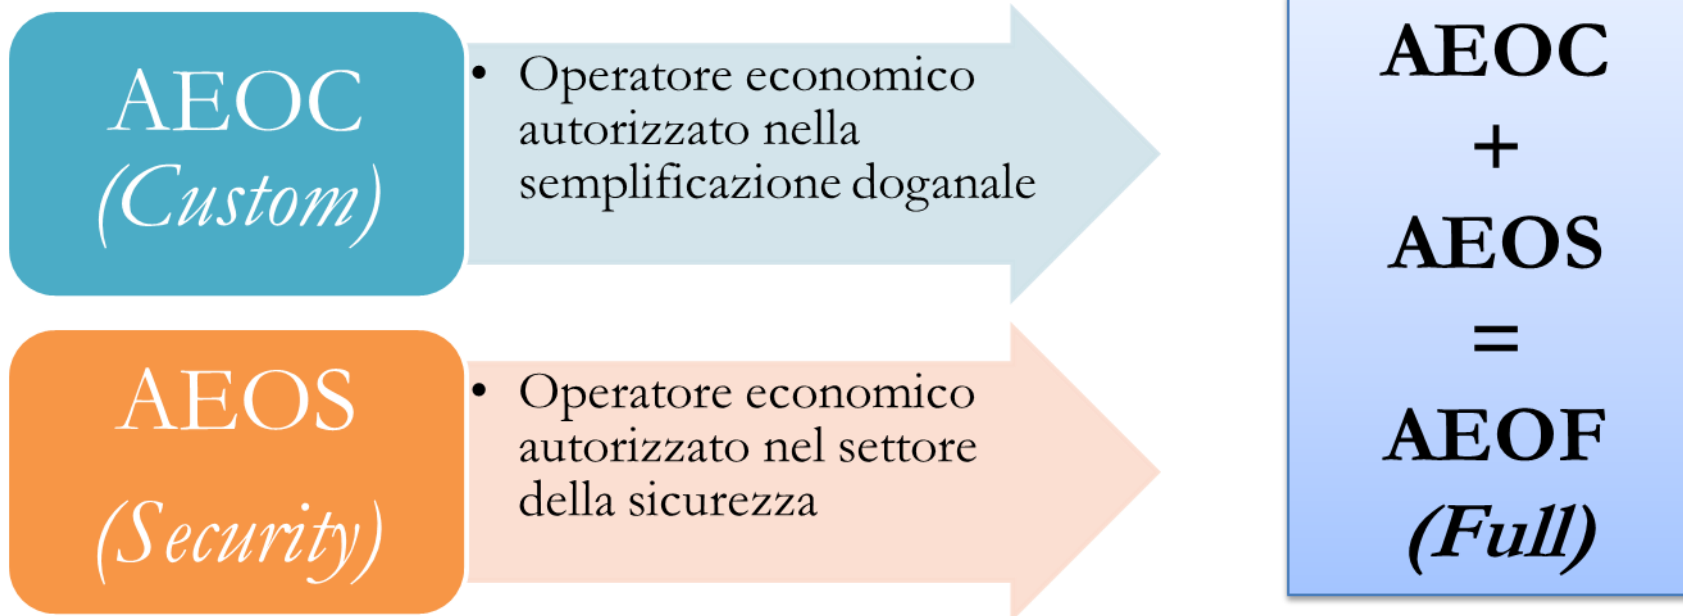 AEOC
(Custom)
• Operatore economico
autorizzato nella
semplificazione doganale
AEOS
(Security)
• Operatore economico
autorizzato nel settore
della sicurezza
AEOC
+
AEOS
=
AEOF
(Full)